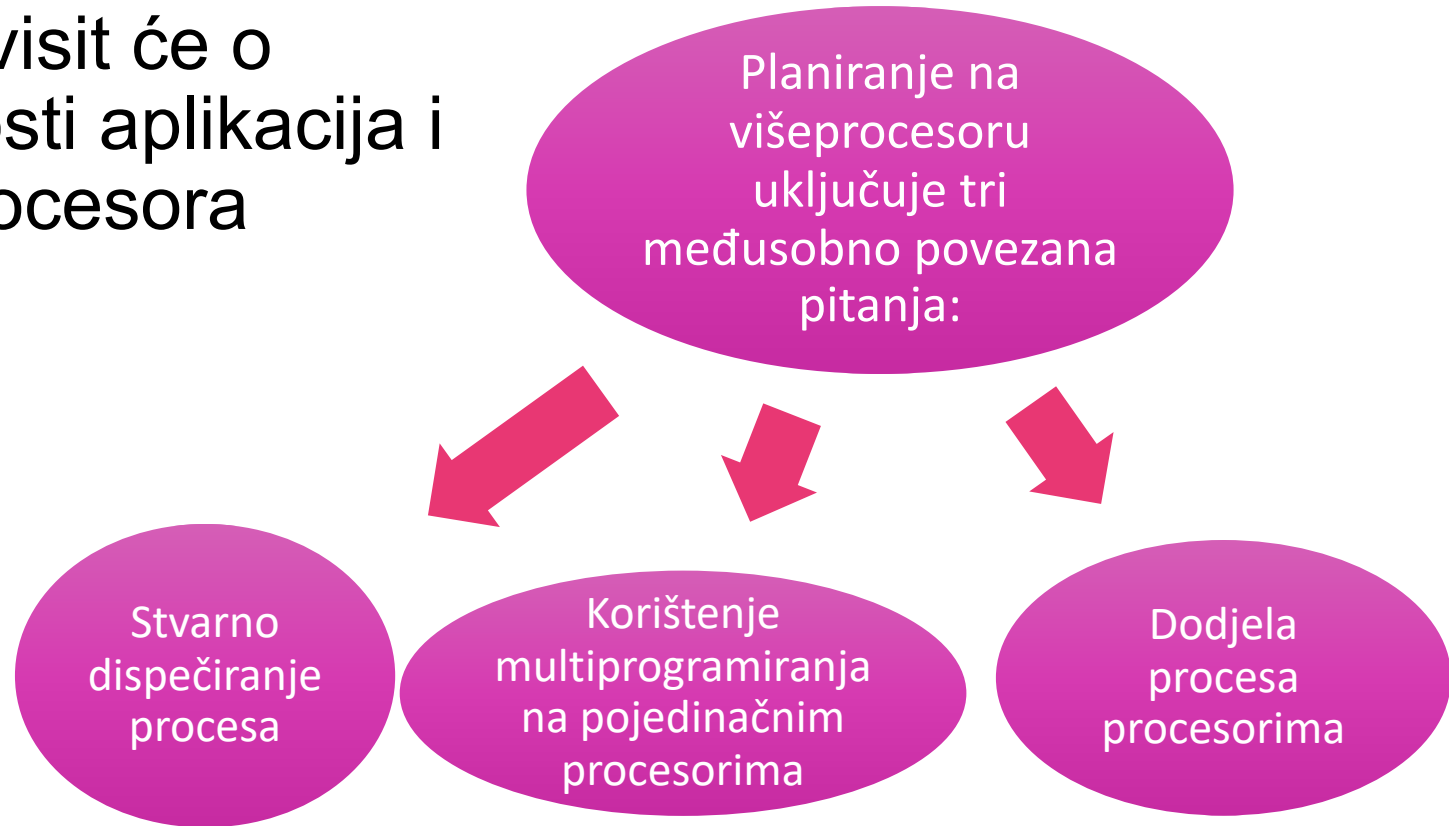 visit će o
osti aplikacija i
ocesora
Planiranje na
višeprocesoru
uključuje tri
međusobno povezana
pitanja:
Stvarno
dispečiranje
procesa
Korištenje
multiprogramiranja
na pojedinačnim
procesorima
Dodjela
procesa
procesorima